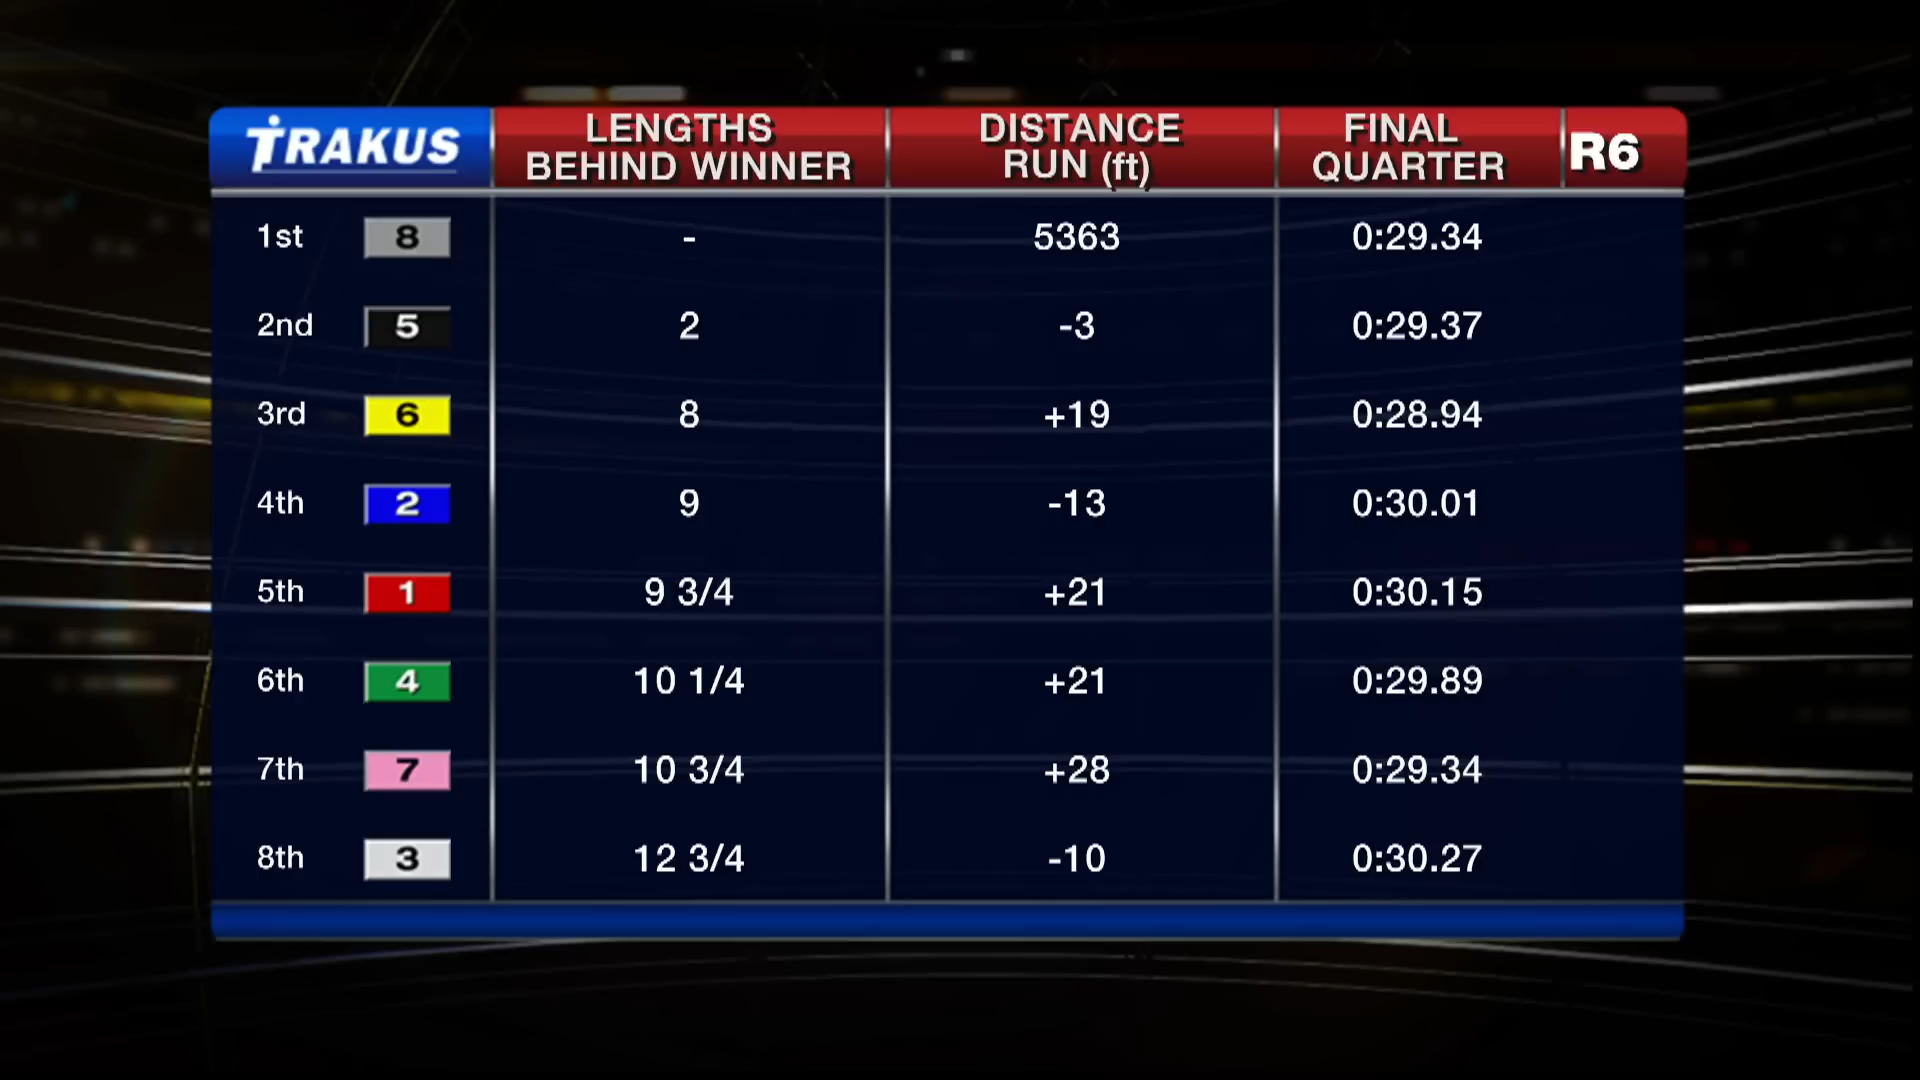 TRAKUS
LENGTHS BEHIND WINNER
DISTANCE RUN (ft)
FINAL QUARTER
R6
1st 8 - 5363 0:29.34
2nd 5 2 -3 0:29.37
3rd 6 8 +19 0:28.94
4th 2 9 -13 0:30.01
5th 1 9 3/4 +21 0:30.15
6th 4 10 1/4 +21 0:29.89
7th 7 10 3/4 +28 0:29.34
8th 3 12 3/4 -10 0:30.27